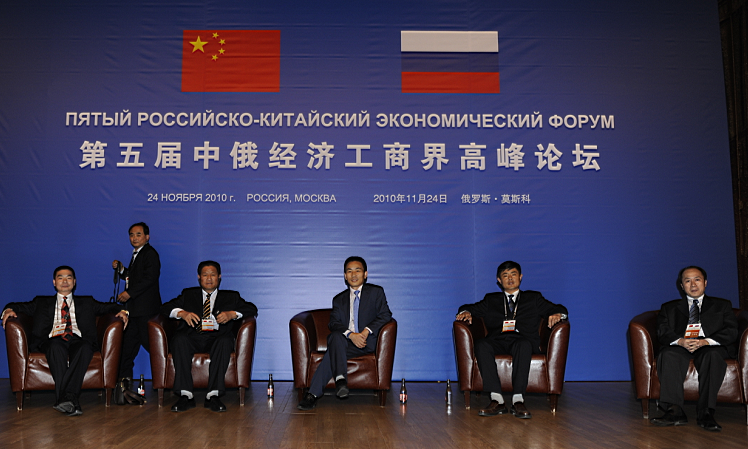 ПЯТЫЙ РОССИЙСКО-КИТАЙСКИЙ ЭКОНОМИЧЕСКИЙ ФОРУМ
第五届中俄经济工商界高峰论坛
24 НОЯБРЯ 2010 г. РОССИЯ, МОСКВА 2010年11月24日 俄罗斯·莫斯科